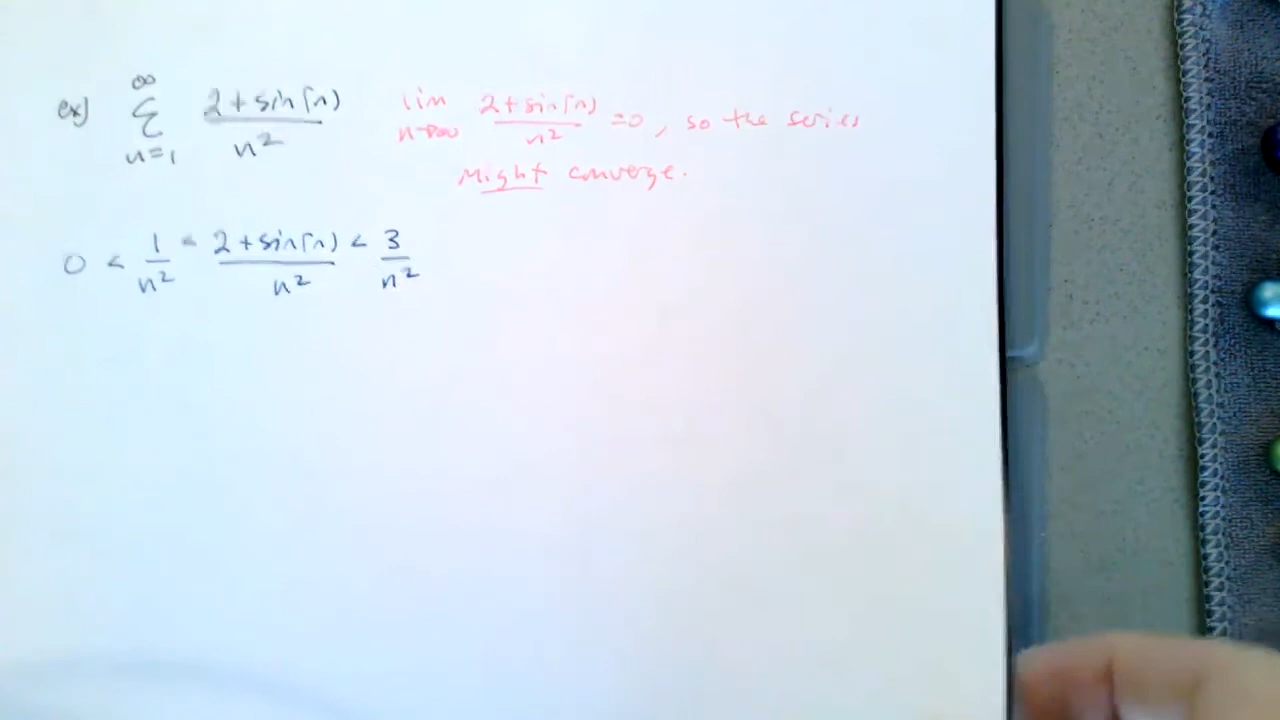 ex) ∞∑n=1 2+sin(n)/n² lim n→∞ 2+sin(n)/n² =0, so the series
Might converge.
0 < 1/n² < 2+sin(n)/n² < 3/n²